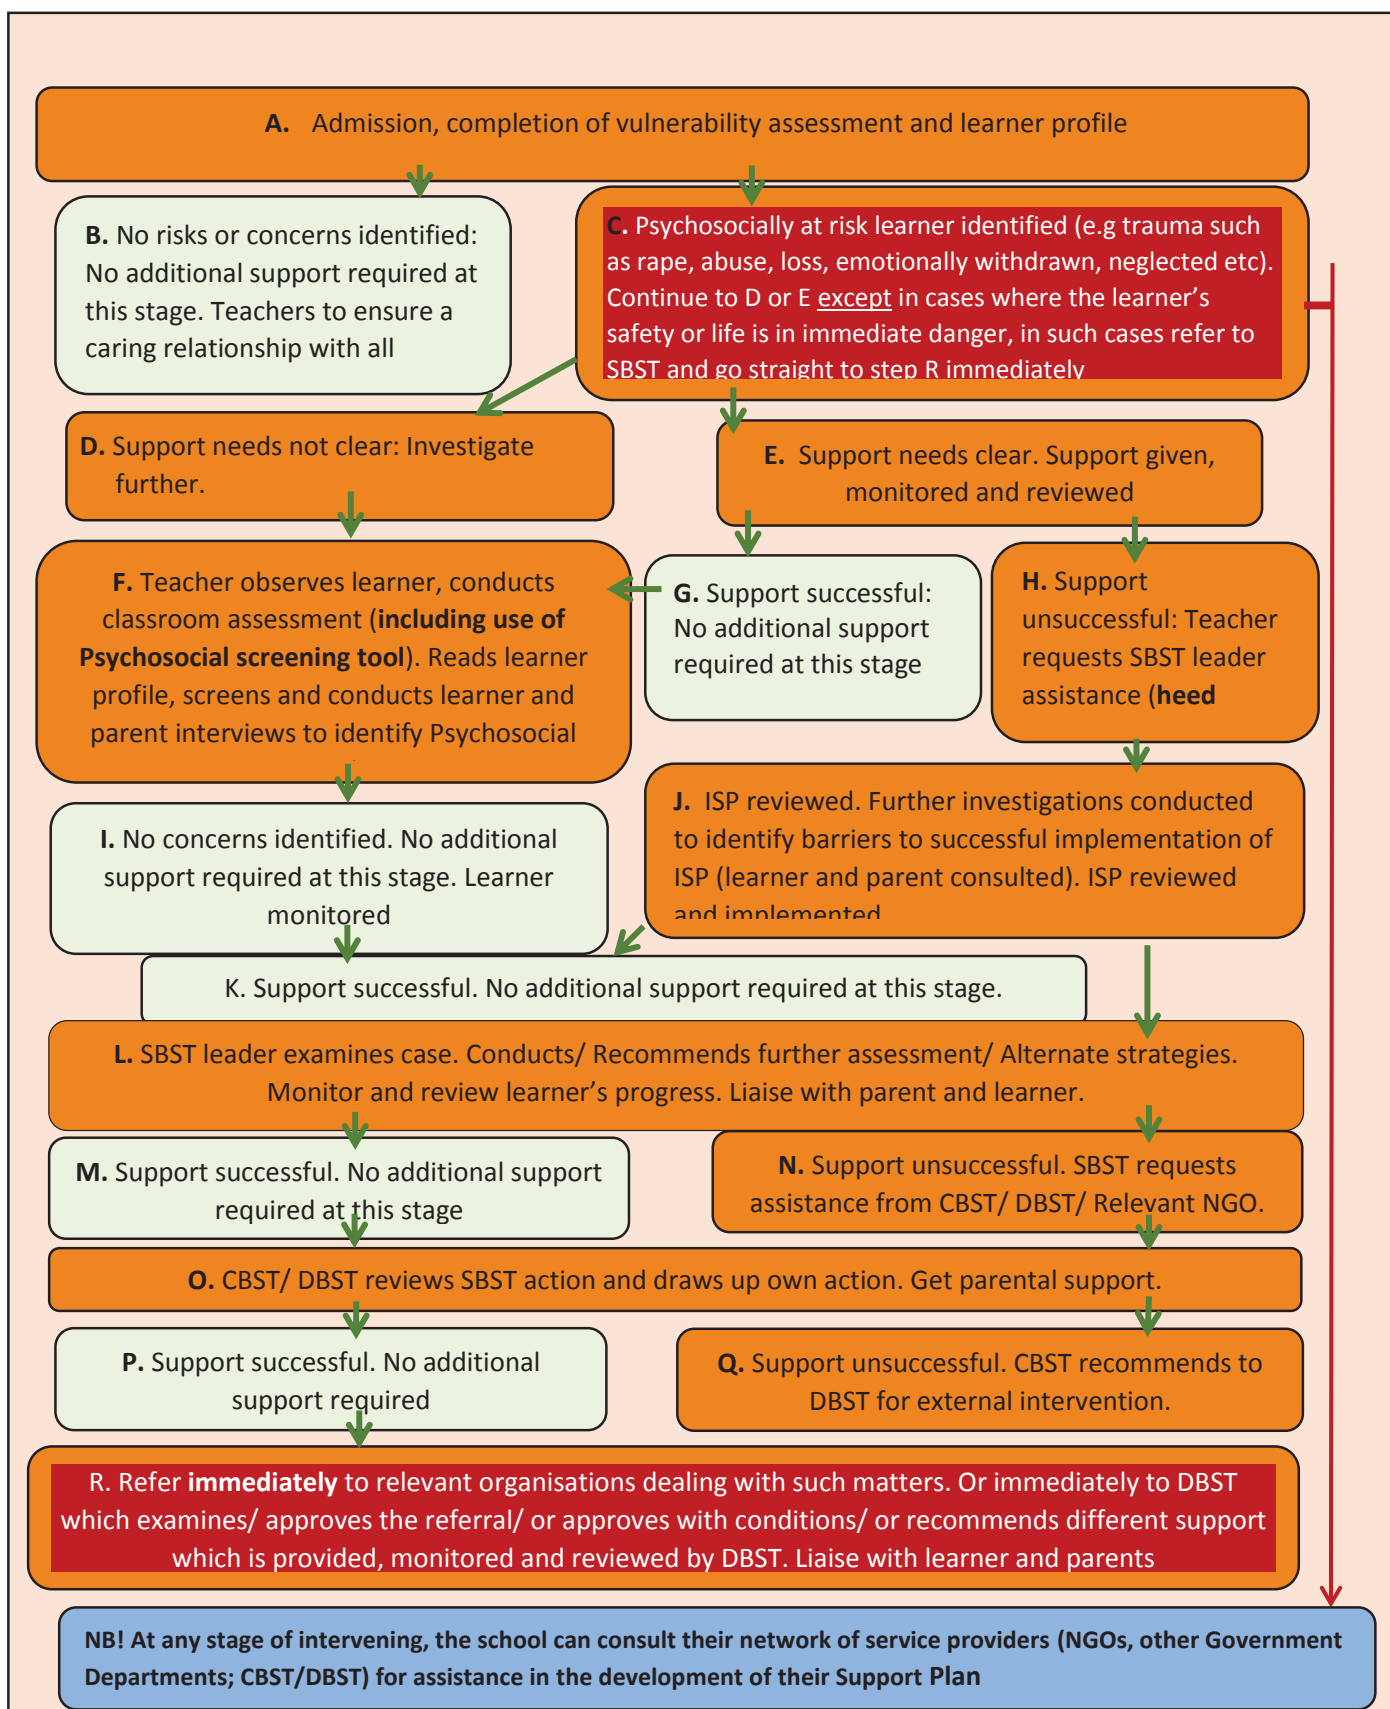 A. Admission, completion of vulnerability assessment and learner profile
B. No risks or concerns identified:
No additional support required at
this stage. Teachers to ensure a
caring relationship with all
C. Psychosocially at risk learner identified (e.g trauma such
as rape, abuse, loss, emotionally withdrawn, neglected etc).
Continue to D or E except in cases where the learner’s
safety or life is in immediate danger, in such cases refer to
SBST and go straight to step R immediately
D. Support needs not clear: Investigate
further.
E. Support needs clear. Support given,
monitored and reviewed
F. Teacher observes learner, conducts
classroom assessment (including use of
Psychosocial screening tool). Reads learner
profile, screens and conducts learner and
parent interviews to identify Psychosocial
G. Support successful:
No additional support
required at this stage
H. Support
unsuccessful: Teacher
requests SBST leader
assistance (heed
I. No concerns identified. No additional
support required at this stage. Learner
monitored
J. ISP reviewed. Further investigations conducted
to identify barriers to successful implementation of
ISP (learner and parent consulted). ISP reviewed
and implemented
K. Support successful. No additional support required at this stage.
L. SBST leader examines case. Conducts/ Recommends further assessment/ Alternate strategies.
Monitor and review learner’s progress. Liaise with parent and learner.
M. Support successful. No additional support
required at this stage
N. Support unsuccessful. SBST requests
assistance from CBST/ DBST/ Relevant NGO.
O. CBST/ DBST reviews SBST action and draws up own action. Get parental support.
P. Support successful. No additional
support required
Q. Support unsuccessful. CBST recommends to
DBST for external intervention.
R. Refer immediately to relevant organisations dealing with such matters. Or immediately to DBST
which examines/ approves the referral/ or approves with conditions/ or recommends different support
which is provided, monitored and reviewed by DBST. Liaise with learner and parents
NB! At any stage of intervening, the school can consult their network of service providers (NGOs, other Government
Departments; CBST/DBST) for assistance in the development of their Support Plan